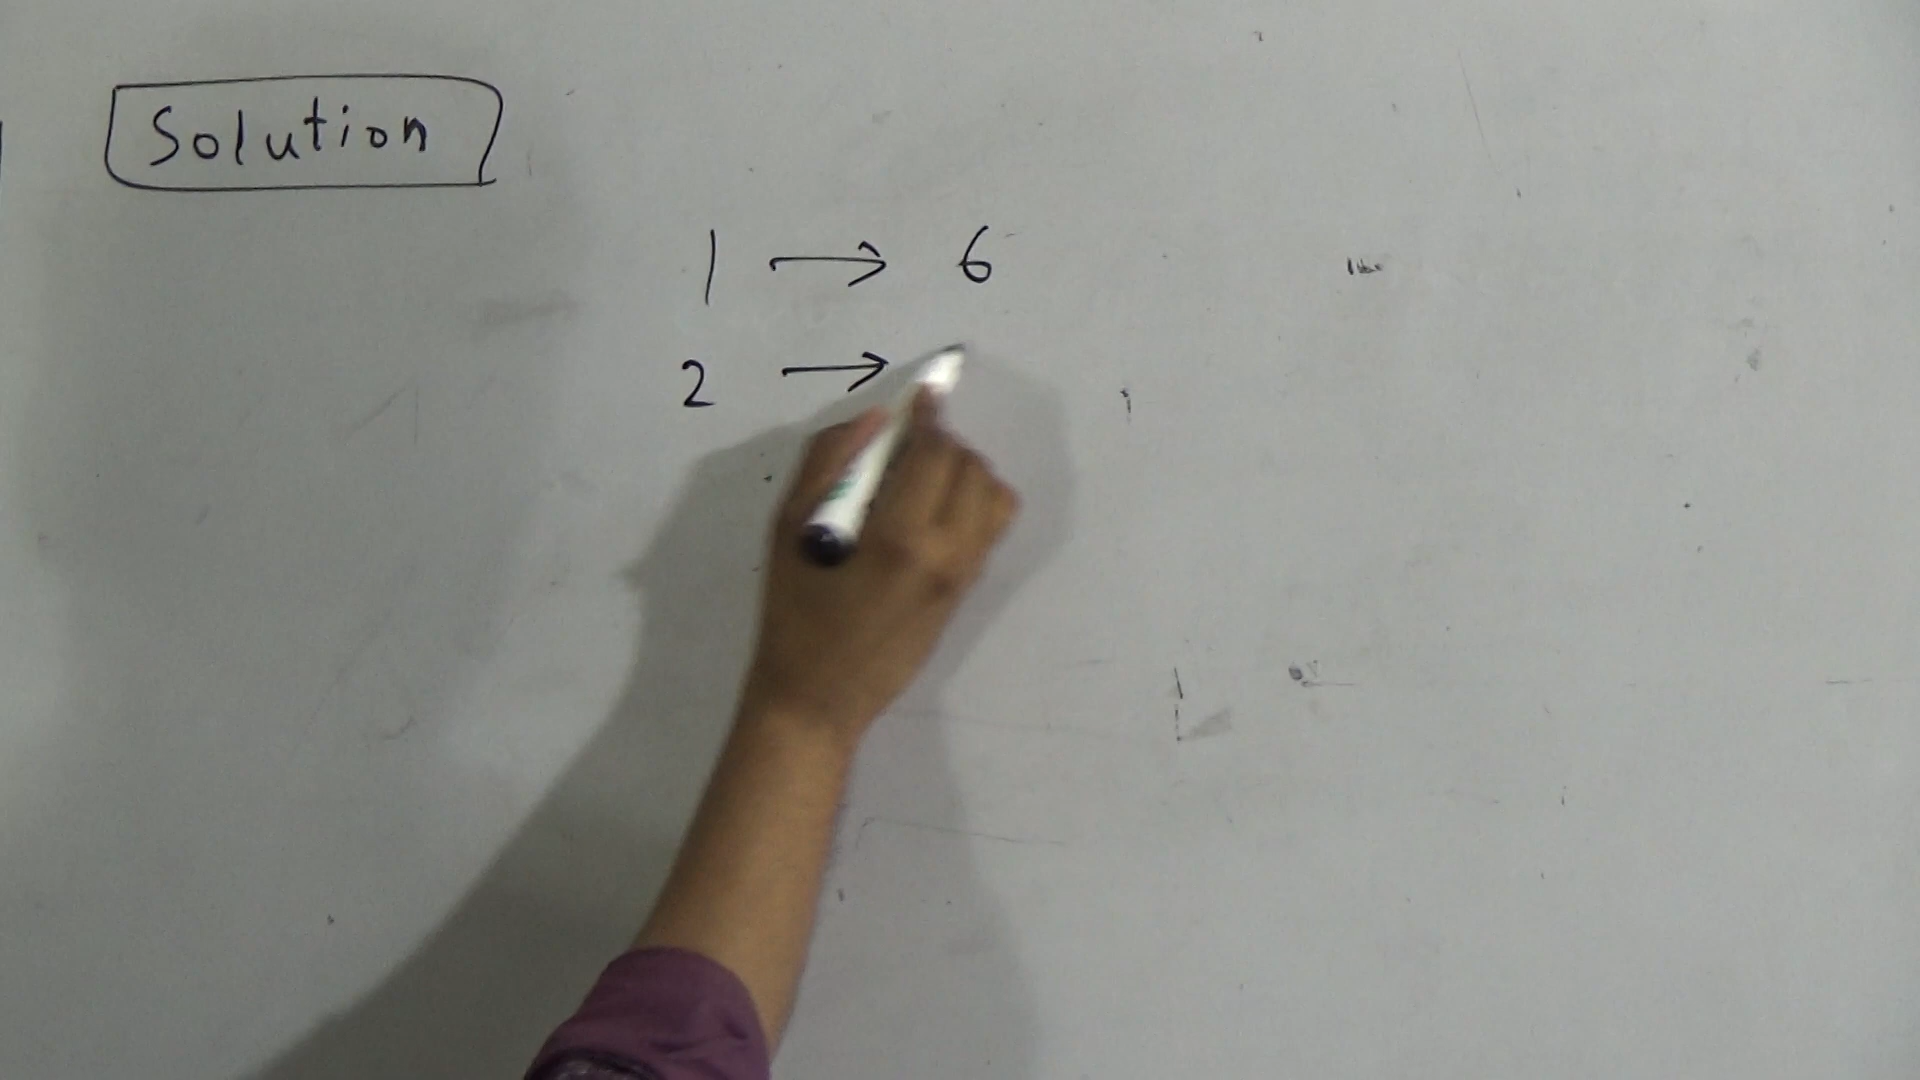 Solution
1 → 6
2 →